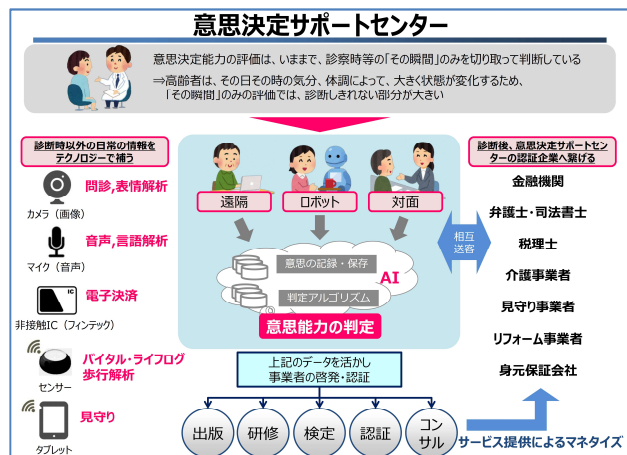 意思決定サポートセンター
意思決定能力の評価は、いままで、診察時等の「その瞬間」のみを切り取って判断している
⇒高齢者は、その日その時の気分、体調によって、大きく状態が変化するため、
「その瞬間」のみの評価では、診断しきれない部分が大きい
診断時以外の日常の情報を
テクノロジーで補う
問診,表情解析
カメラ（画像）
音声,言語解析
マイク（音声）
IC
電子決済
非接触IC（フィンテック）
バイタル・ライフログ
歩行解析
センサー
見守り
タブレット
遠隔
ロボット
対面
意思の記録・保存
AI
判定アルゴリズム
意思能力の判定
相互
送客
上記のデータを活かし
事業者の啓発・認証
出版
研修
検定
認証
コン
サル
診断後、意思決定サポートセン
ターの認証企業へ繋げる
金融機関
弁護士・司法書士
税理士
介護事業者
見守り事業者
リフォーム事業者
身元保証会社
サービス提供によるマネタイズ